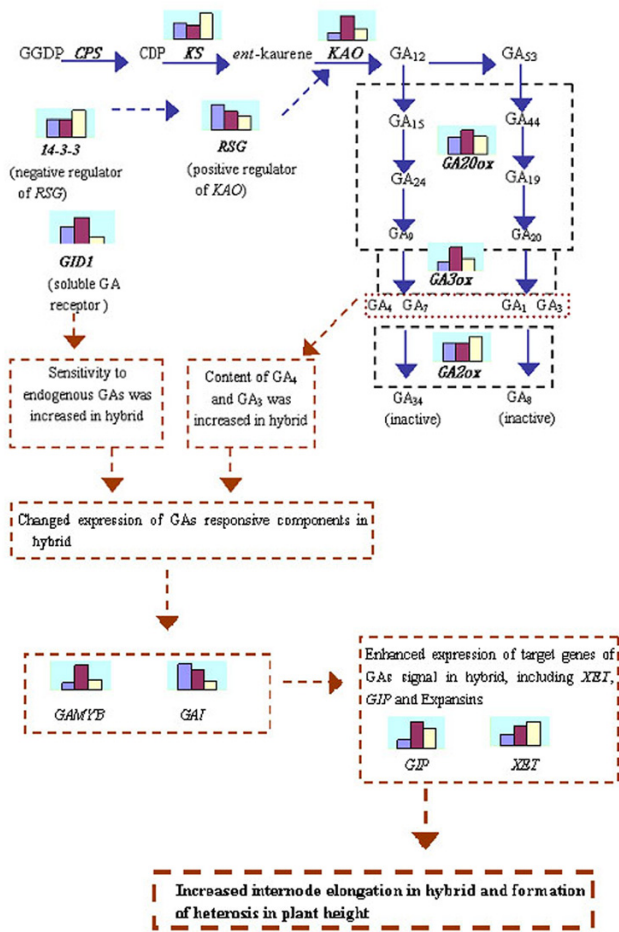 GGDP CPS CDP KS ent-kaurene KAO GA12 GA53
14-3-3
(negative regulator
of RSG)
RSG
(positive regulator
of KAO)
GA15 GA44
GA20ox
GA24 GA19
GA9 GA20
GID1
(soluble GA
receptor )
GA3ox
GA4 GA7 GA1 GA3
GA2ox
GA34
(inactive)
GA8
(inactive)
Sensitivity to
endogenous GAs was
increased in hybrid
Content of GA4
and GA3 was
increased in hybrid
Changed expression of GAs responsive components in
hybrid
GAMYB GAI
Enhanced expression of target genes of
GAs signal in hybrid, including XET,
GIP and Expansins
GIP XET
Increased internode elongation in hybrid and formation
of heterosis in plant height